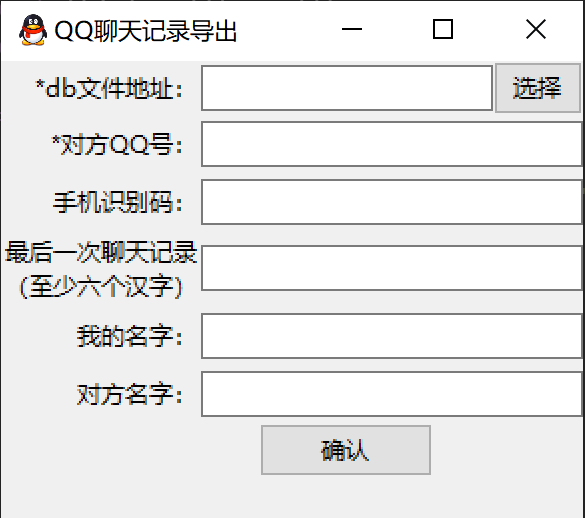 QQ聊天记录导出
*db文件地址：
选择
*对方QQ号：
手机识别码：
最后一次聊天记录
（至少六个汉字）
我的名字：
对方名字：
确认